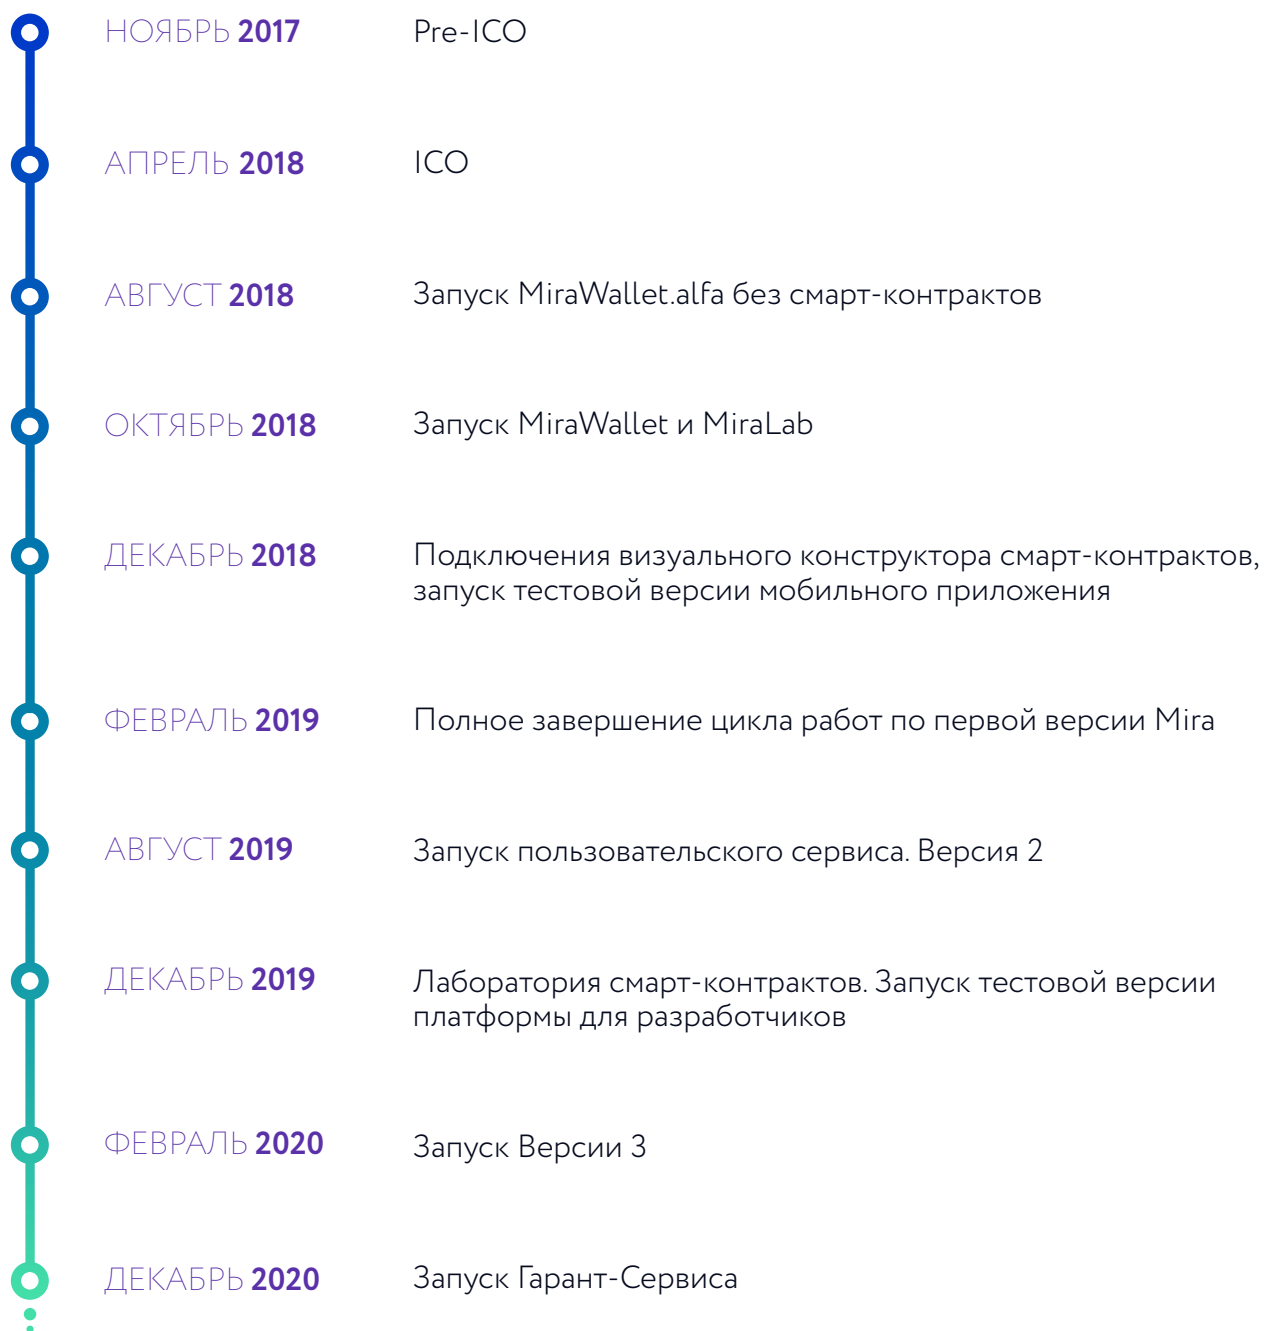 НОЯБРЬ 2017 Pre-ICO
АПРЕЛЬ 2018 ICO
АВГУСТ 2018 Запуск MiraWallet.alfa без смарт-контрактов
ОКТЯБРЬ 2018 Запуск MiraWallet и MiraLab
ДЕКАБРЬ 2018 Подключения визуального конструктора смарт-контрактов,
запуск тестовой версии мобильного приложения
ФЕВРАЛЬ 2019 Полное завершение цикла работ по первой версии Mira
АВГУСТ 2019 Запуск пользовательского сервиса. Версия 2
ДЕКАБРЬ 2019 Лаборатория смарт-контрактов. Запуск тестовой версии
платформы для разработчиков
ФЕВРАЛЬ 2020 Запуск Версии 3
ДЕКАБРЬ 2020 Запуск Гарант-Сервиса